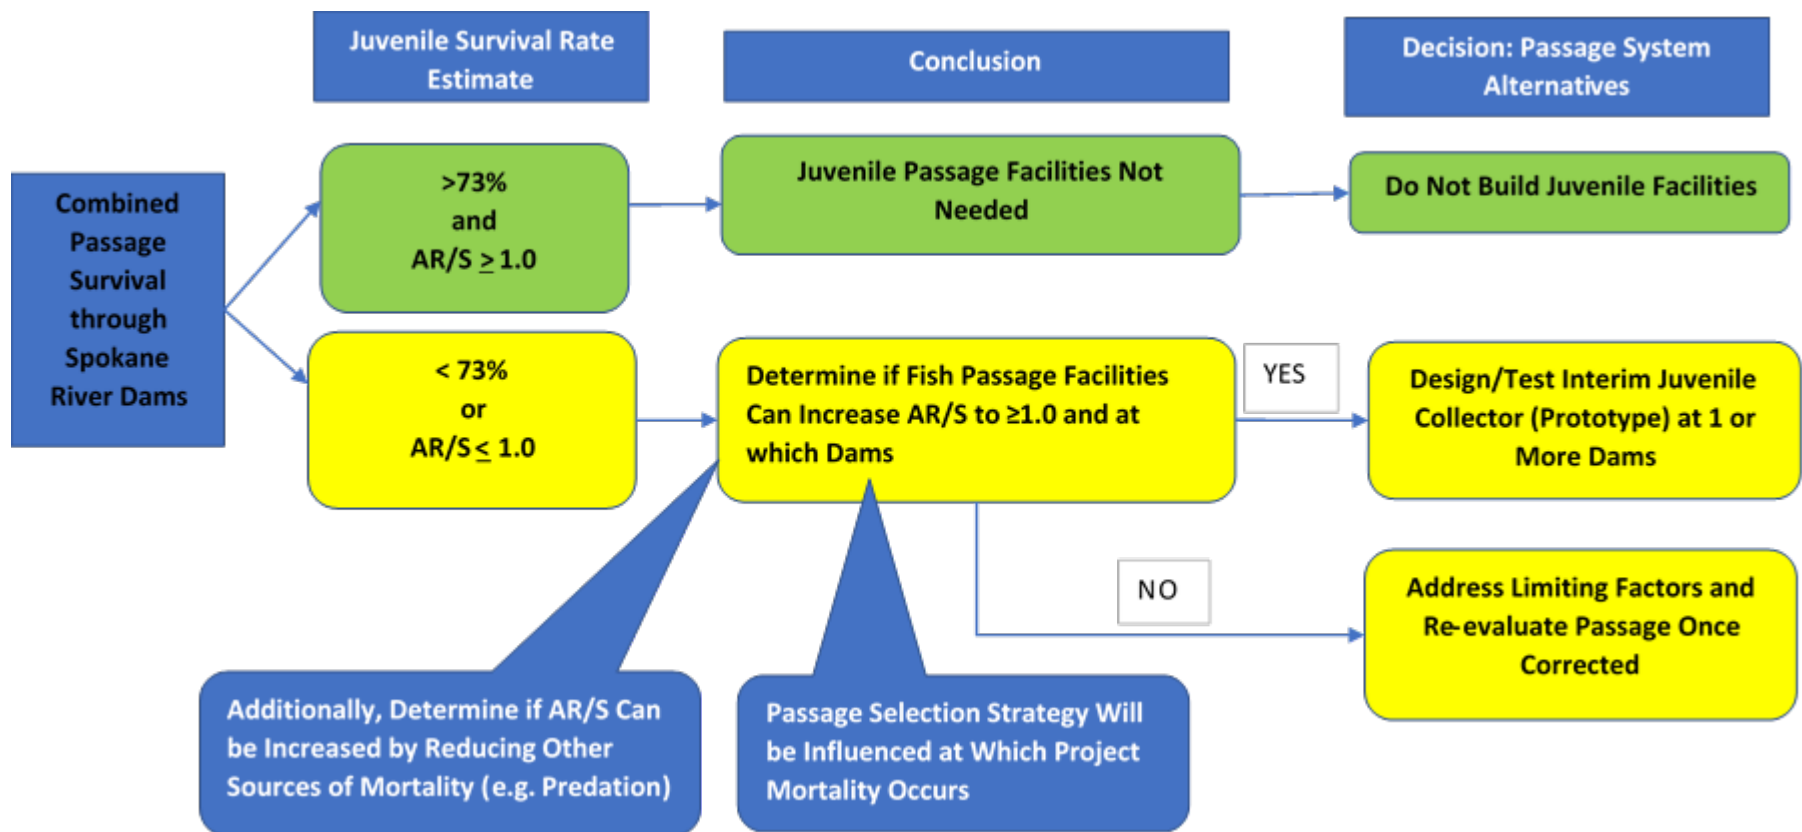 Juvenile Survival Rate
Estimate
Conclusion
Decision: Passage System
Alternatives
Combined
Passage
Survival
through
Spokane
River Dams
>73%
and
AR/S ≥ 1.0
Juvenile Passage Facilities Not
Needed
Do Not Build Juvenile Facilities
< 73%
or
AR/S ≤ 1.0
Determine if Fish Passage Facilities
Can Increase AR/S to ≥1.0 and at
which Dams
YES
Design/Test Interim Juvenile
Collector (Prototype) at 1 or
More Dams
NO
Address Limiting Factors and
Re-evaluate Passage Once
Corrected
Additionally, Determine if AR/S Can
be Increased by Reducing Other
Sources of Mortality (e.g. Predation)
Passage Selection Strategy Will
be Influenced at Which Project
Mortality Occurs